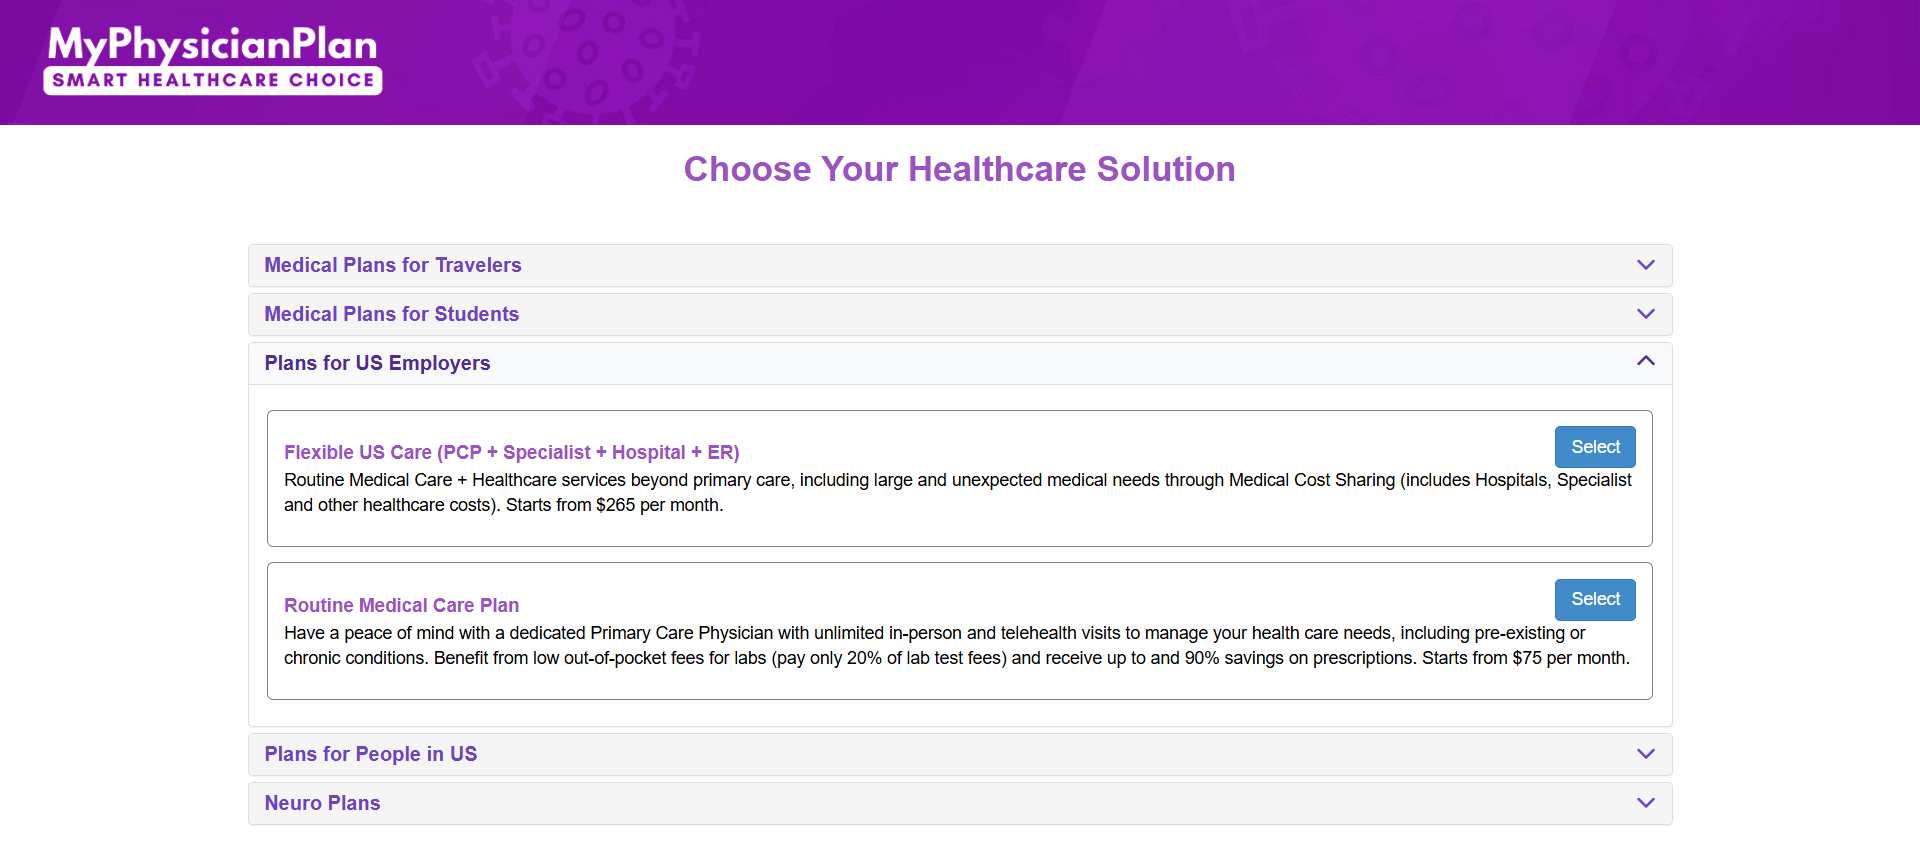 MyPhysicianPlan
SMART HEALTHCARE CHOICE
Choose Your Healthcare Solution
Medical Plans for Travelers
Medical Plans for Students
Plans for US Employers
Flexible US Care (PCP + Specialist + Hospital + ER)
Select
Routine Medical Care + Healthcare services beyond primary care, including large and unexpected medical needs through Medical Cost Sharing (includes Hospitals, Specialist
and other healthcare costs). Starts from $265 per month.
Routine Medical Care Plan
Select
Have a peace of mind with a dedicated Primary Care Physician with unlimited in-person and telehealth visits to manage your health care needs, including pre-existing or
chronic conditions. Benefit from low out-of-pocket fees for labs (pay only 20% of lab test fees) and receive up to and 90% savings on prescriptions. Starts from $75 per month.
Plans for People in US
Neuro Plans